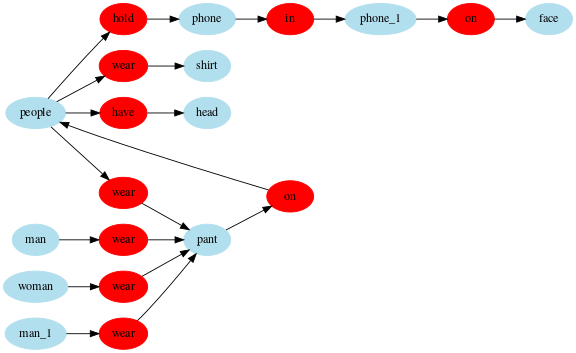 hold phone in phone_1 on face
wear shirt
people have head
wear on
man wear pant
woman wear
man_1 wear